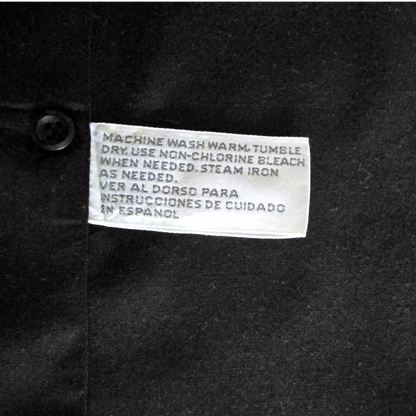 MACHINE WASH WARM, TUMBLE
DRY. USE NON-CHLORINE BLEACH
WHEN NEEDED. STEAM IRON
AS NEEDED.
VER AL DORSO PARA
INSTRUCCIONES DE CUIDADO
EN ESPANOL